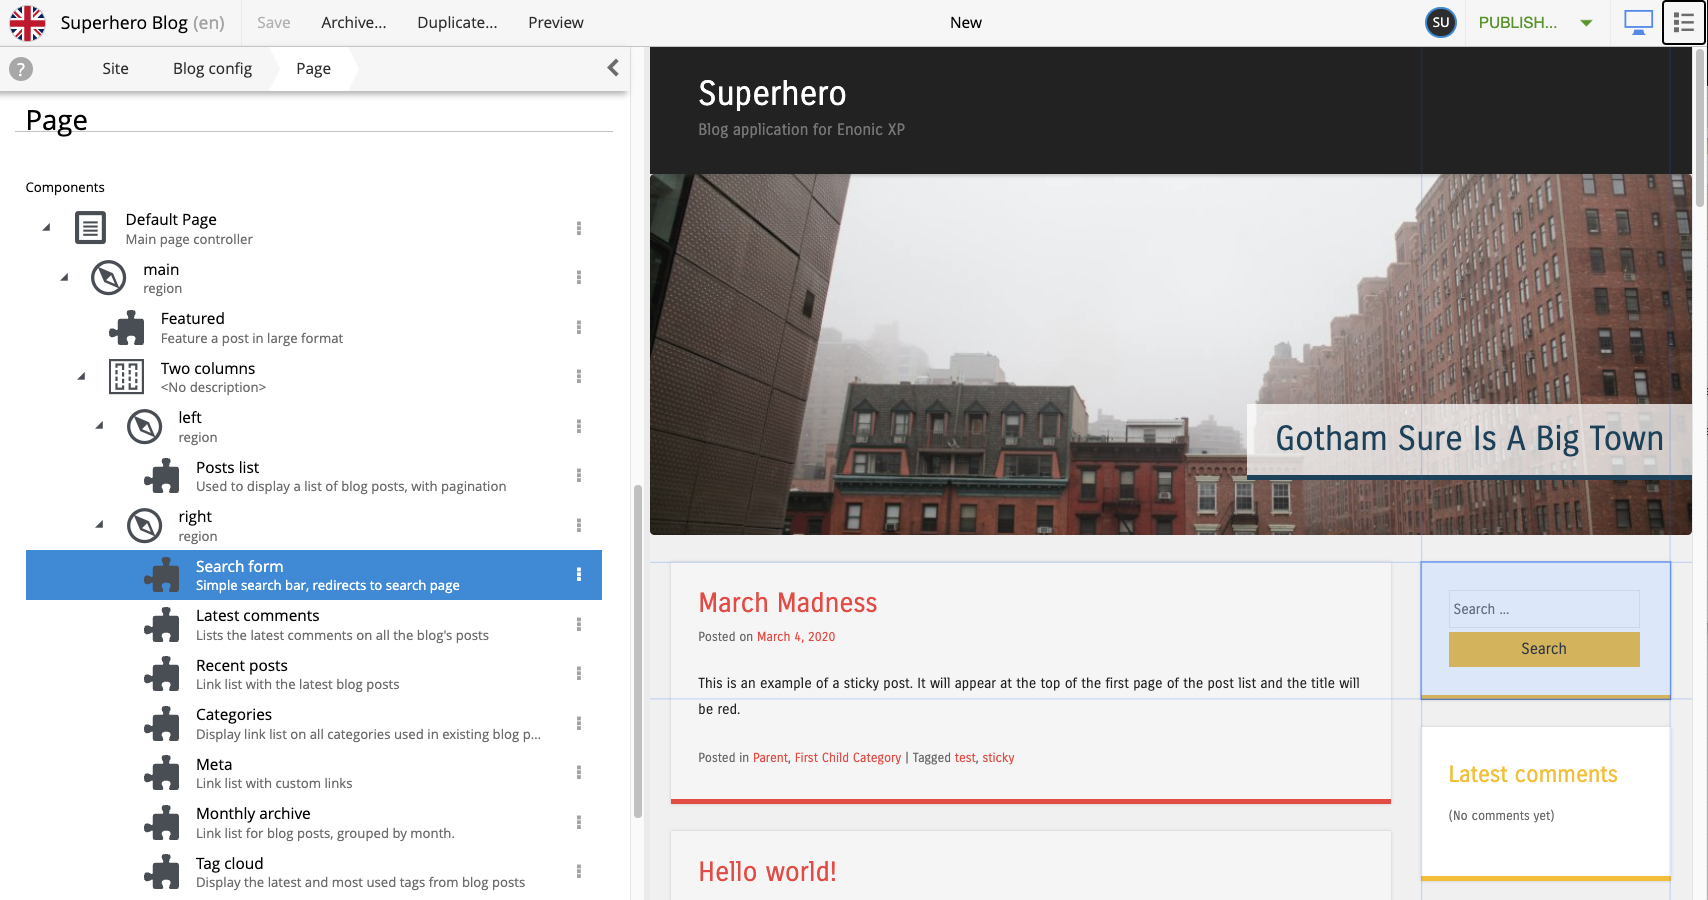 Superhero Blog (en)
Save
Archive...
Duplicate...
Preview
New
SU
PUBLISH...
?
Site
Blog config
Page
Page
Components
Default Page
Main page controller
main
region
Featured
Feature a post in large format
Two columns
<No description>
left
region
Posts list
Used to display a list of blog posts, with pagination
right
region
Search form
Simple search bar, redirects to search page
Latest comments
Lists the latest comments on all the blog's posts
Recent posts
Link list with the latest blog posts
Categories
Display link list on all categories used in existing blog p...
Meta
Link list with custom links
Monthly archive
Link list for blog posts, grouped by month.
Tag cloud
Display the latest and most used tags from blog posts
Superhero
Blog application for Enonic XP
Gotham Sure Is A Big Town
March Madness
Posted on March 4, 2020
This is an example of a sticky post. It will appear at the top of the first page of the post list and the title will
be red.
Posted in Parent, First Child Category | Tagged test, sticky
Hello world!
Search ...
Search
Latest comments
(No comments yet)